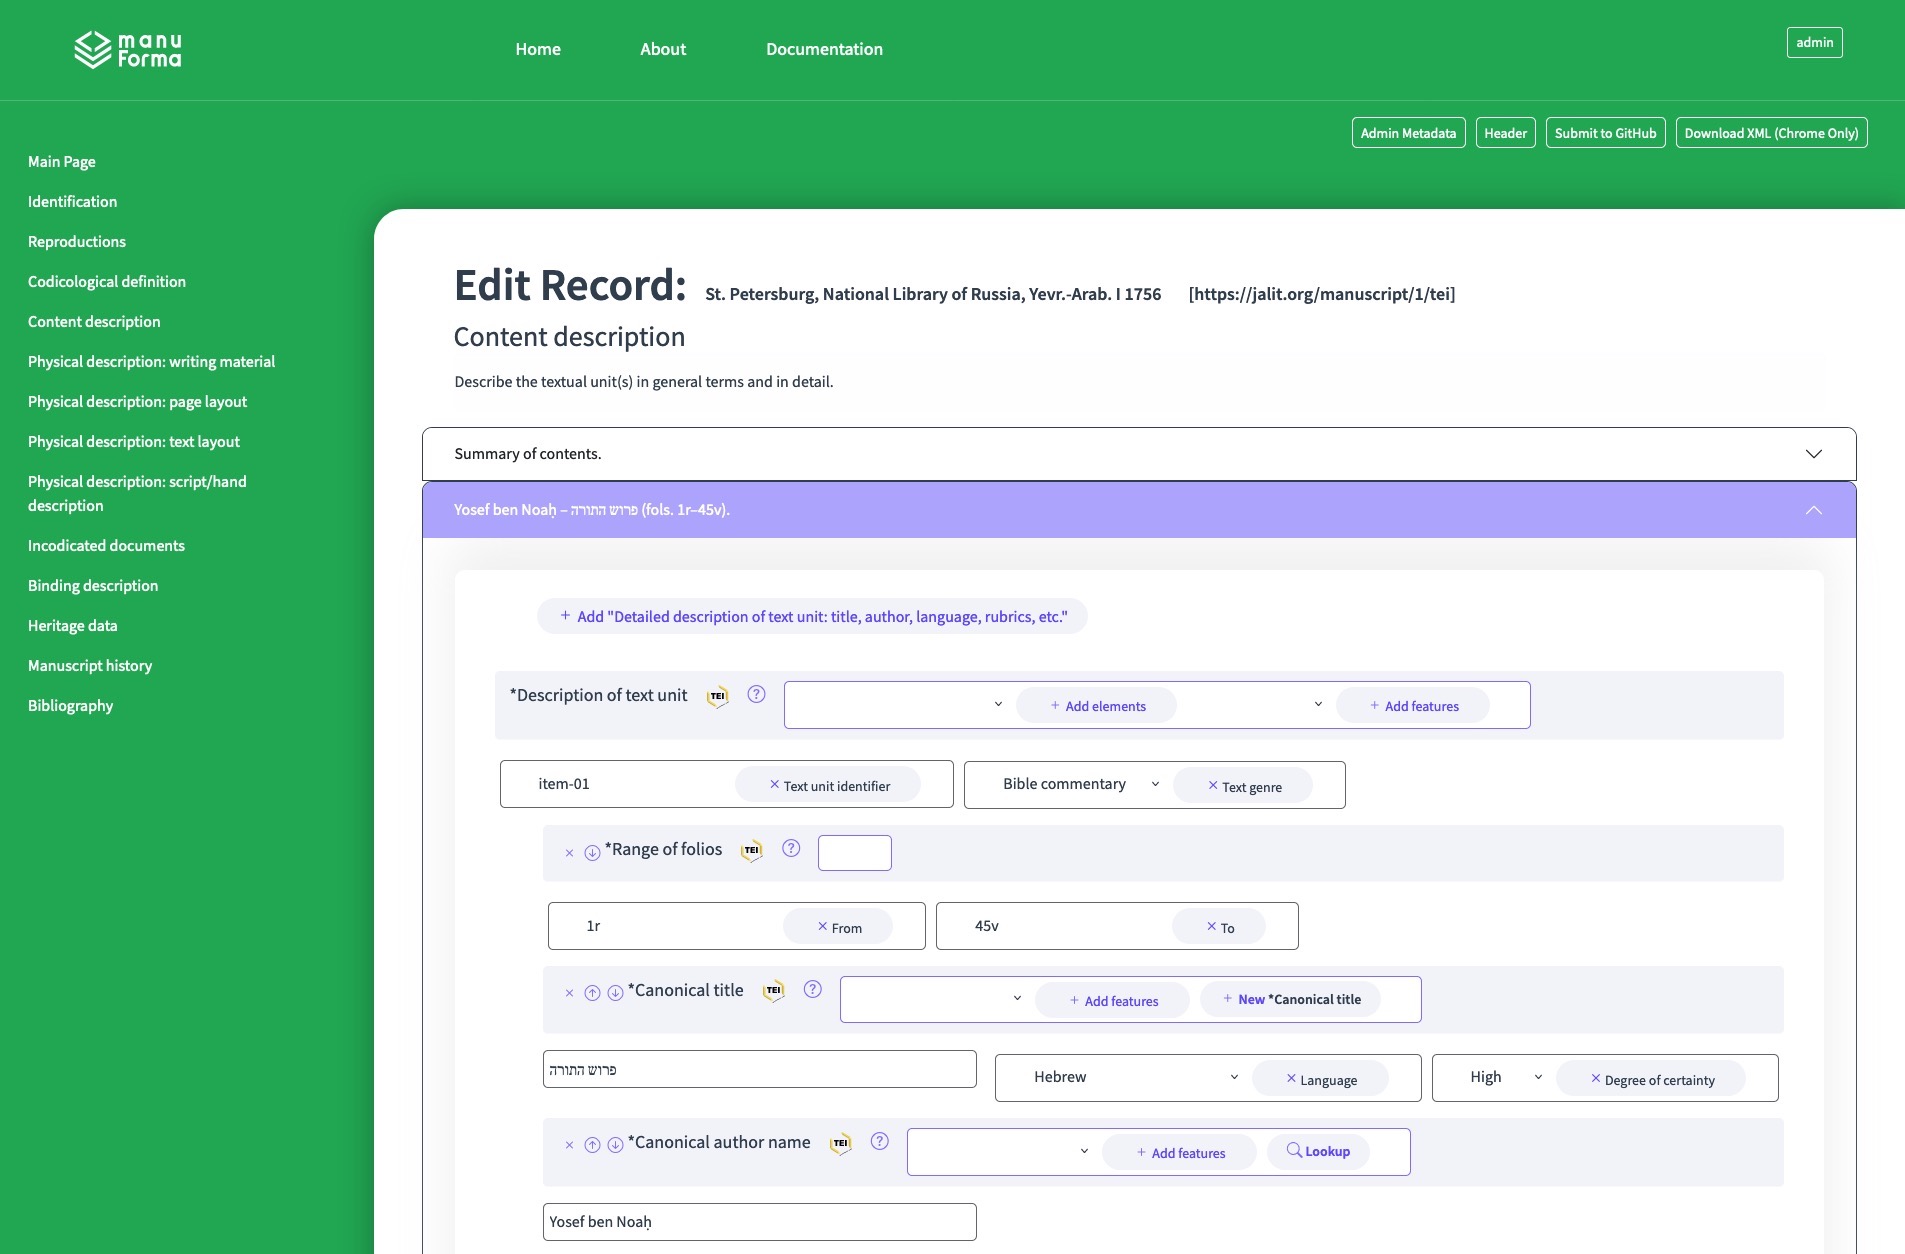 manu
Forma
Home
About
Documentation
admin
Admin Metadata
Header
Submit to GitHub
Download XML (Chrome Only)
Main Page
Identification
Reproductions
Codicological definition
Content description
Physical description: writing material
Physical description: page layout
Physical description: text layout
Physical description: script/hand
description
Incodicated documents
Binding description
Heritage data
Manuscript history
Bibliography
Edit Record: St. Petersburg, National Library of Russia, Yevr.-Arab. I 1756 [https://jalit.org/manuscript/1/tei]
Content description
Describe the textual unit(s) in general terms and in detail.
Summary of contents.
Yosef ben Noaḥ – פרוש התורה (fols. 1r–45v).
+ Add "Detailed description of text unit: title, author, language, rubrics, etc."
*Description of text unit TEI ? + Add elements + Add features
item-01 × Text unit identifier Bible commentary × Text genre
× *Range of folios TEI ?
1r × From 45v × To
× *Canonical title TEI ? + Add features + New *Canonical title
פרוש התורה Hebrew × Language High × Degree of certainty
× *Canonical author name TEI ? + Add features Lookup
Yosef ben Noaḥ